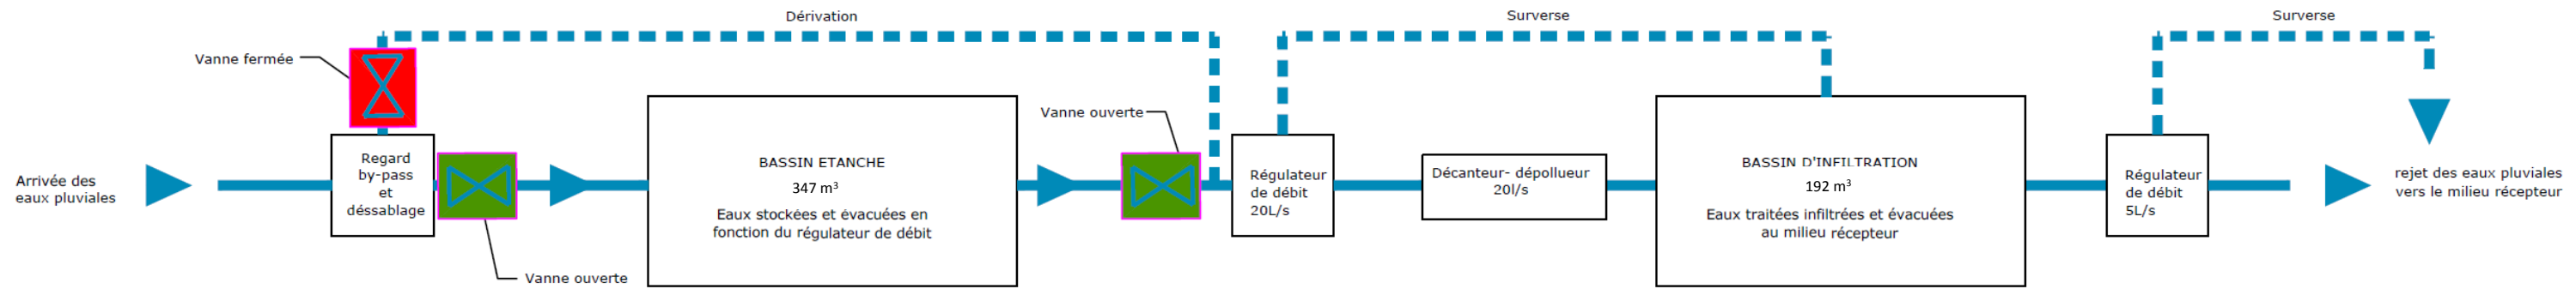 Dérivation
Surverse
Surverse
Vanne fermée
Vanne ouverte
Arrivée des
eaux pluviales
Regard
by-pass
et
déssablage
Vanne ouverte
BASSIN ETANCHE
347 m³
Eaux stockées et évacuées en
fonction du régulateur de débit
Régulateur
de débit
20L/s
Décanteur- dépollueur
20l/s
BASSIN D'INFILTRATION
192 m³
Eaux traitées infiltrées et évacuées
au milieu récepteur
Régulateur
de débit
5L/s
rejet des eaux pluviales
vers le milieu récepteur